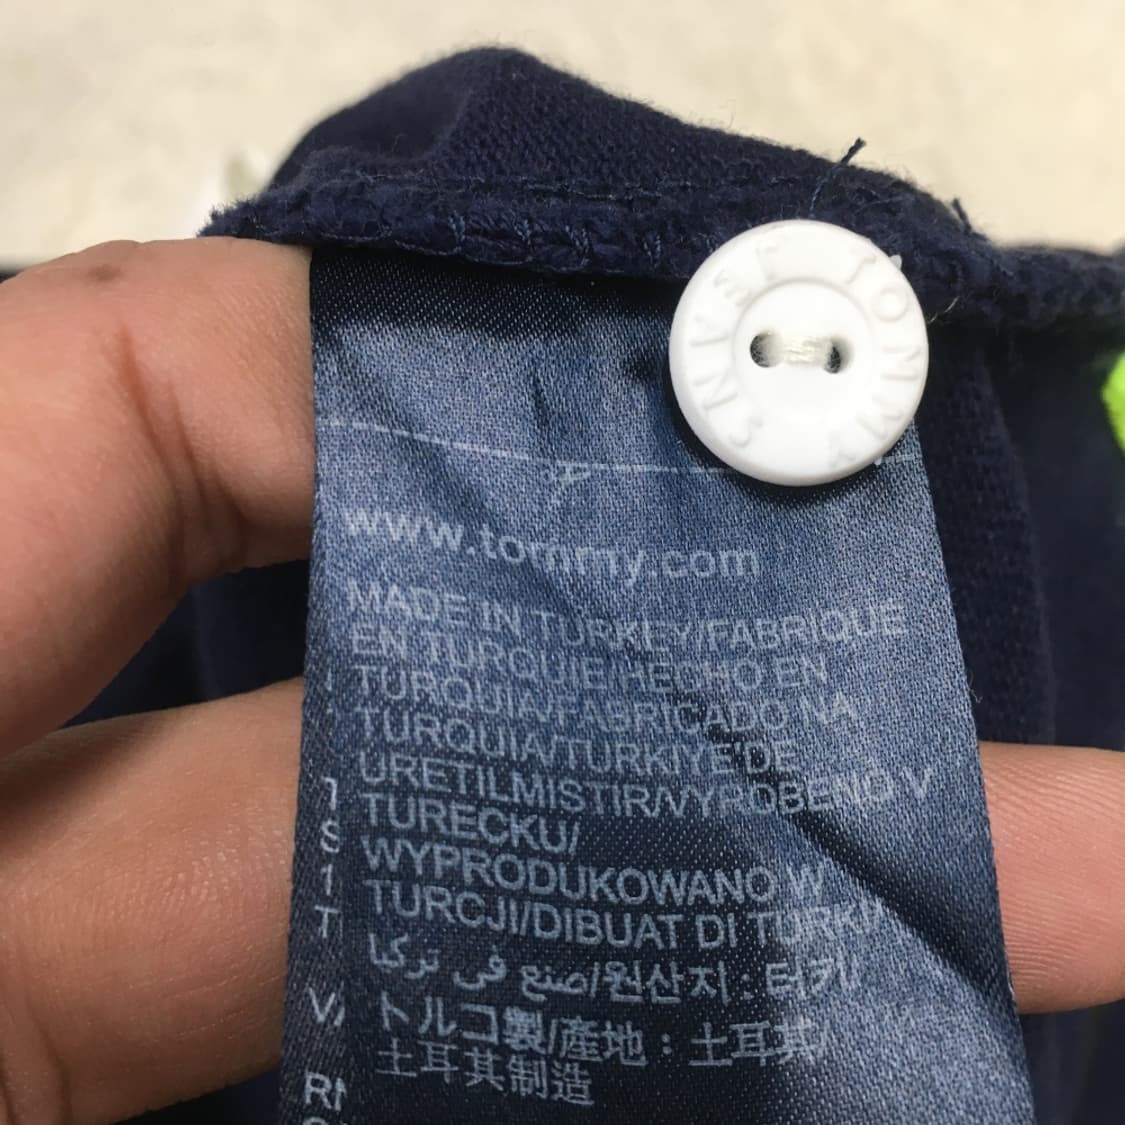 TOMMY JEANS
www.tommy.com
MADE IN TURKEY/FABRIQUE
EN TURQUIE/HECHO EN
TURQUIA/FABRICADO NA
TURQUIA/TURKIYE'DE
URETILMISTIR/VYROBENO V
TURECKU/
WYPRODUKOWANO W
TURCJI/DIBUAT DI TURKI/
صنع في تركيا/원산지 : 터키/
トルコ製/産地：土耳其/
土耳其制造